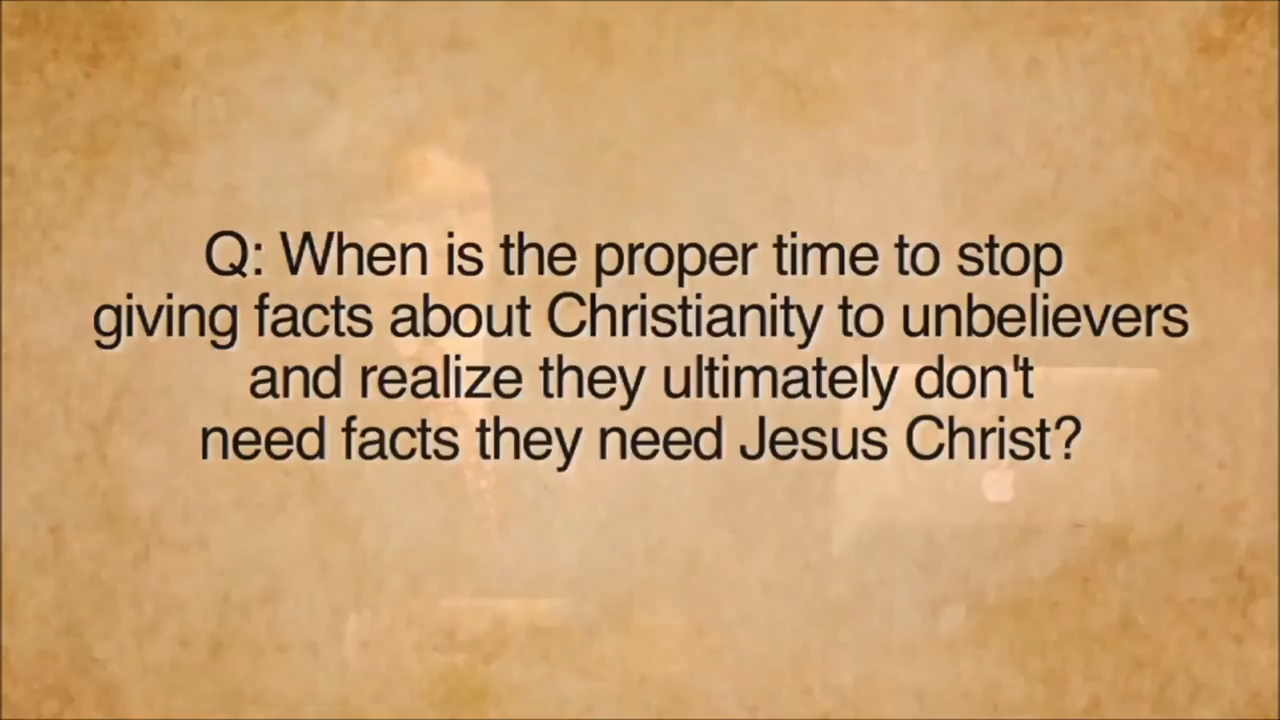 Q: When is the proper time to stop
giving facts about Christianity to unbelievers
and realize they ultimately don't
need facts they need Jesus Christ?